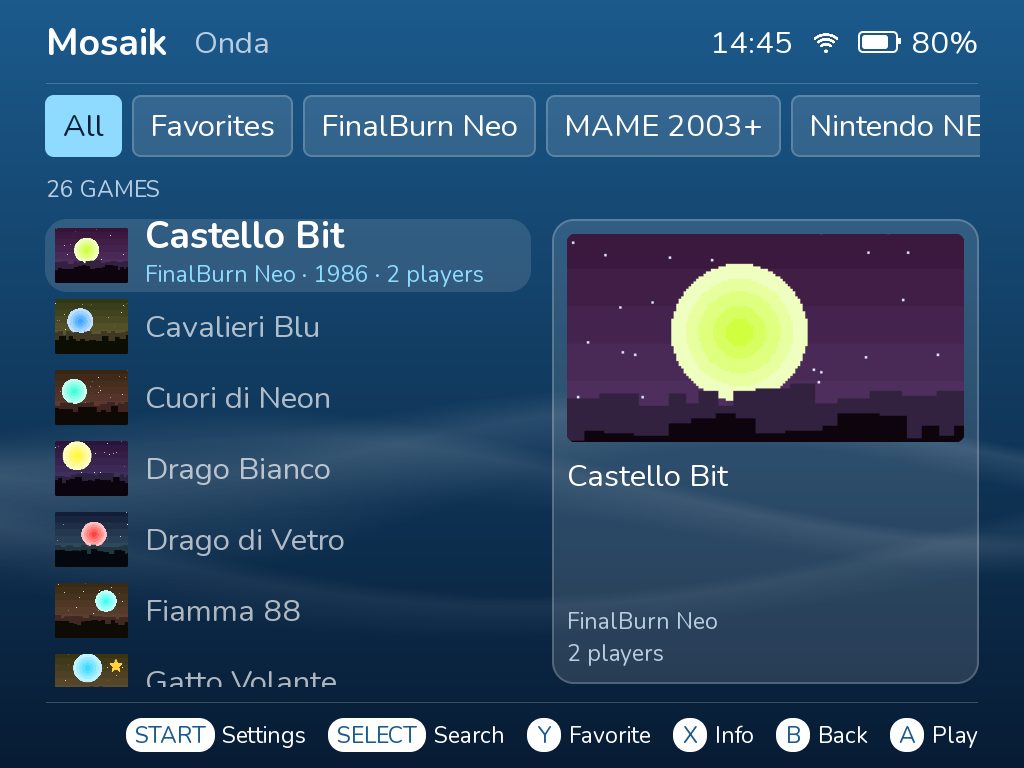 Mosaik Onda 14:45 80%
All Favorites FinalBurn Neo MAME 2003+ Nintendo NE
26 GAMES
Castello Bit
FinalBurn Neo · 1986 · 2 players
Cavalieri Blu
Cuori di Neon
Drago Bianco
Drago di Vetro
Fiamma 88
Gatto Volante
Castello Bit
FinalBurn Neo
2 players
START Settings SELECT Search Y Favorite X Info B Back A Play